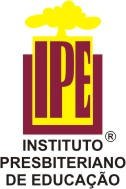 IPE
INSTITUTO ®
PRESBITERIANO
DE EDUCAÇÃO